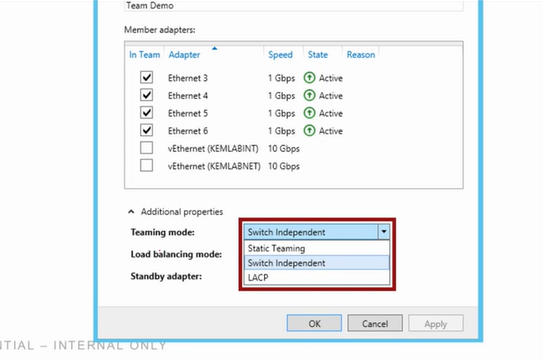 Team Demo
Member adapters:
In Team Adapter Speed State Reason
Ethernet 3 1 Gbps Active
Ethernet 4 1 Gbps Active
Ethernet 5 1 Gbps Active
Ethernet 6 1 Gbps Active
vEthernet (KEMLABINT) 10 Gbps
vEthernet (KEMLABNET) 10 Gbps
Additional properties
Teaming mode: Switch Independent
Static Teaming
Load balancing mode:
Switch Independent
Standby adapter: LACP
OK Cancel Apply
NTIAL – INTERNAL ONLY